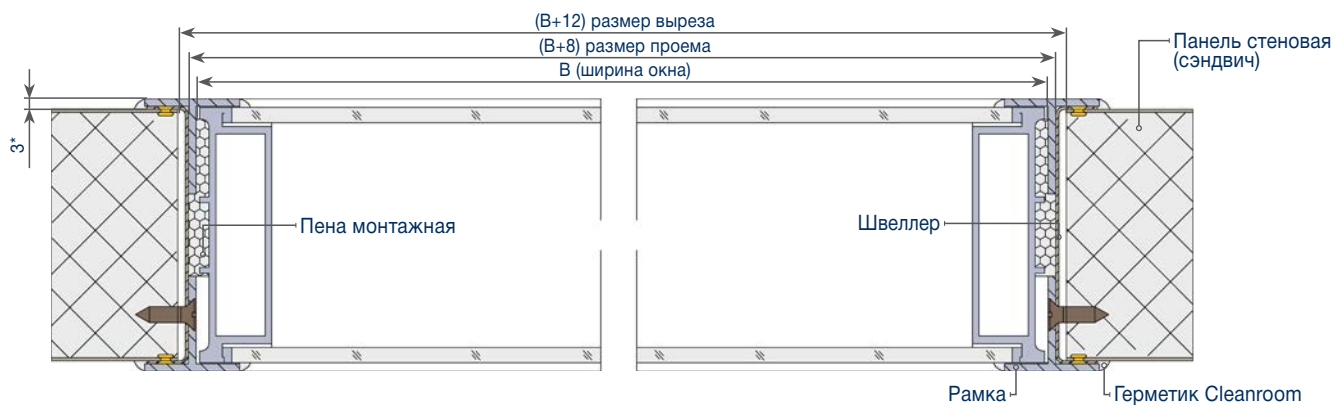 (B+12) размер выреза
(B+8) размер проема
B (ширина окна)
Панель стеновая
(сэндвич)
3*
Пена монтажная
Швеллер
Рамка
Герметик Cleanroom